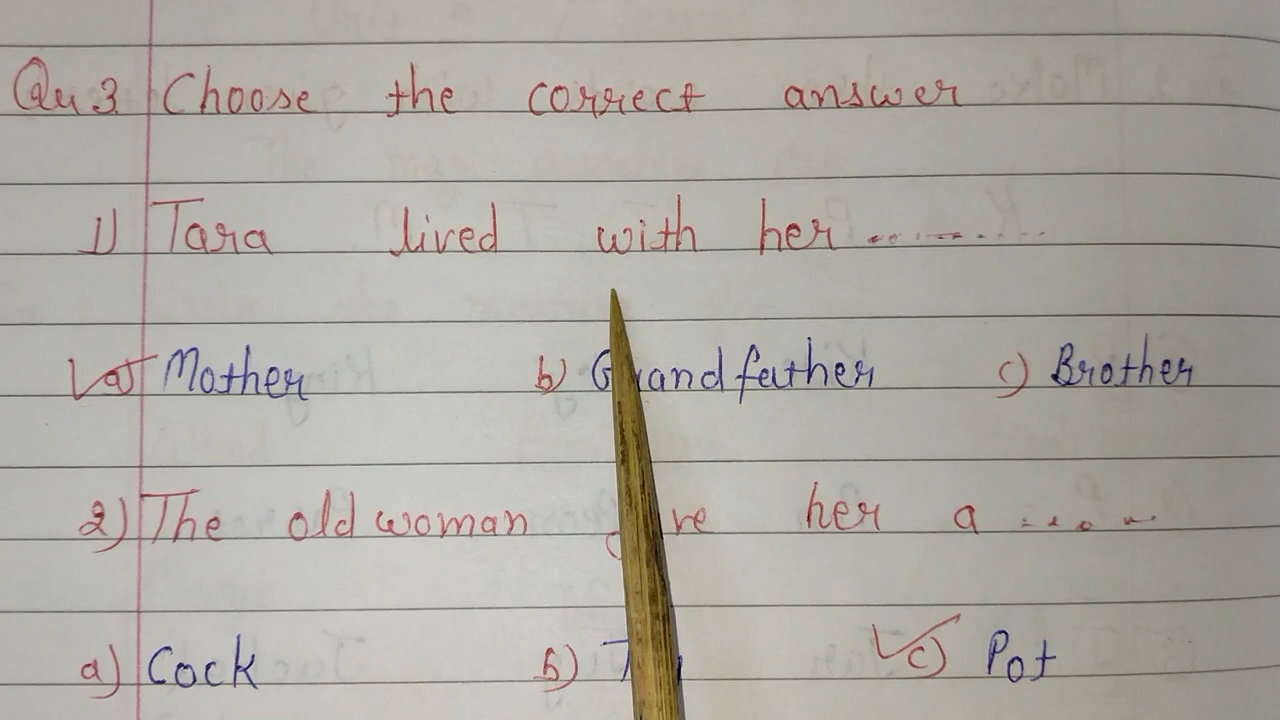 Qu 3 Choose the correct answer
1) Tara lived with her ........
a) Mother b) Grandfather c) Brother
2) The old woman her a .....
a) Cock b) c) Pot